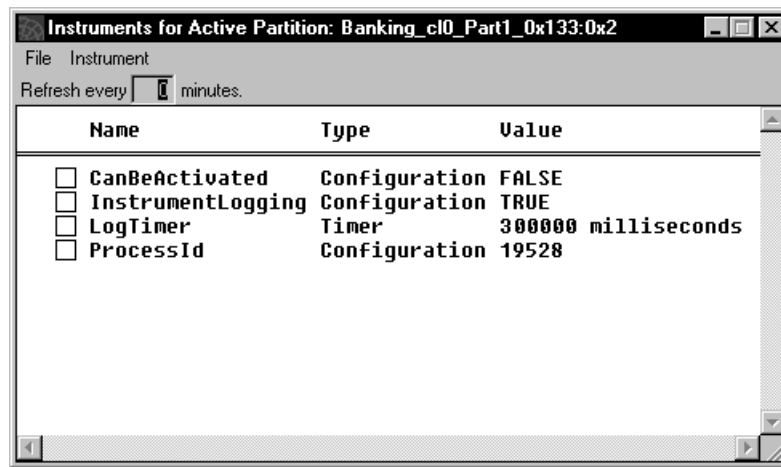 Instruments for Active Partition: Banking_cl0_Part1_0x133:0x2
File Instrument
Refresh every 0 minutes.
Name Type Value
CanBeActivated Configuration FALSE
InstrumentLogging Configuration TRUE
LogTimer Timer 300000 milliseconds
ProcessId Configuration 19528